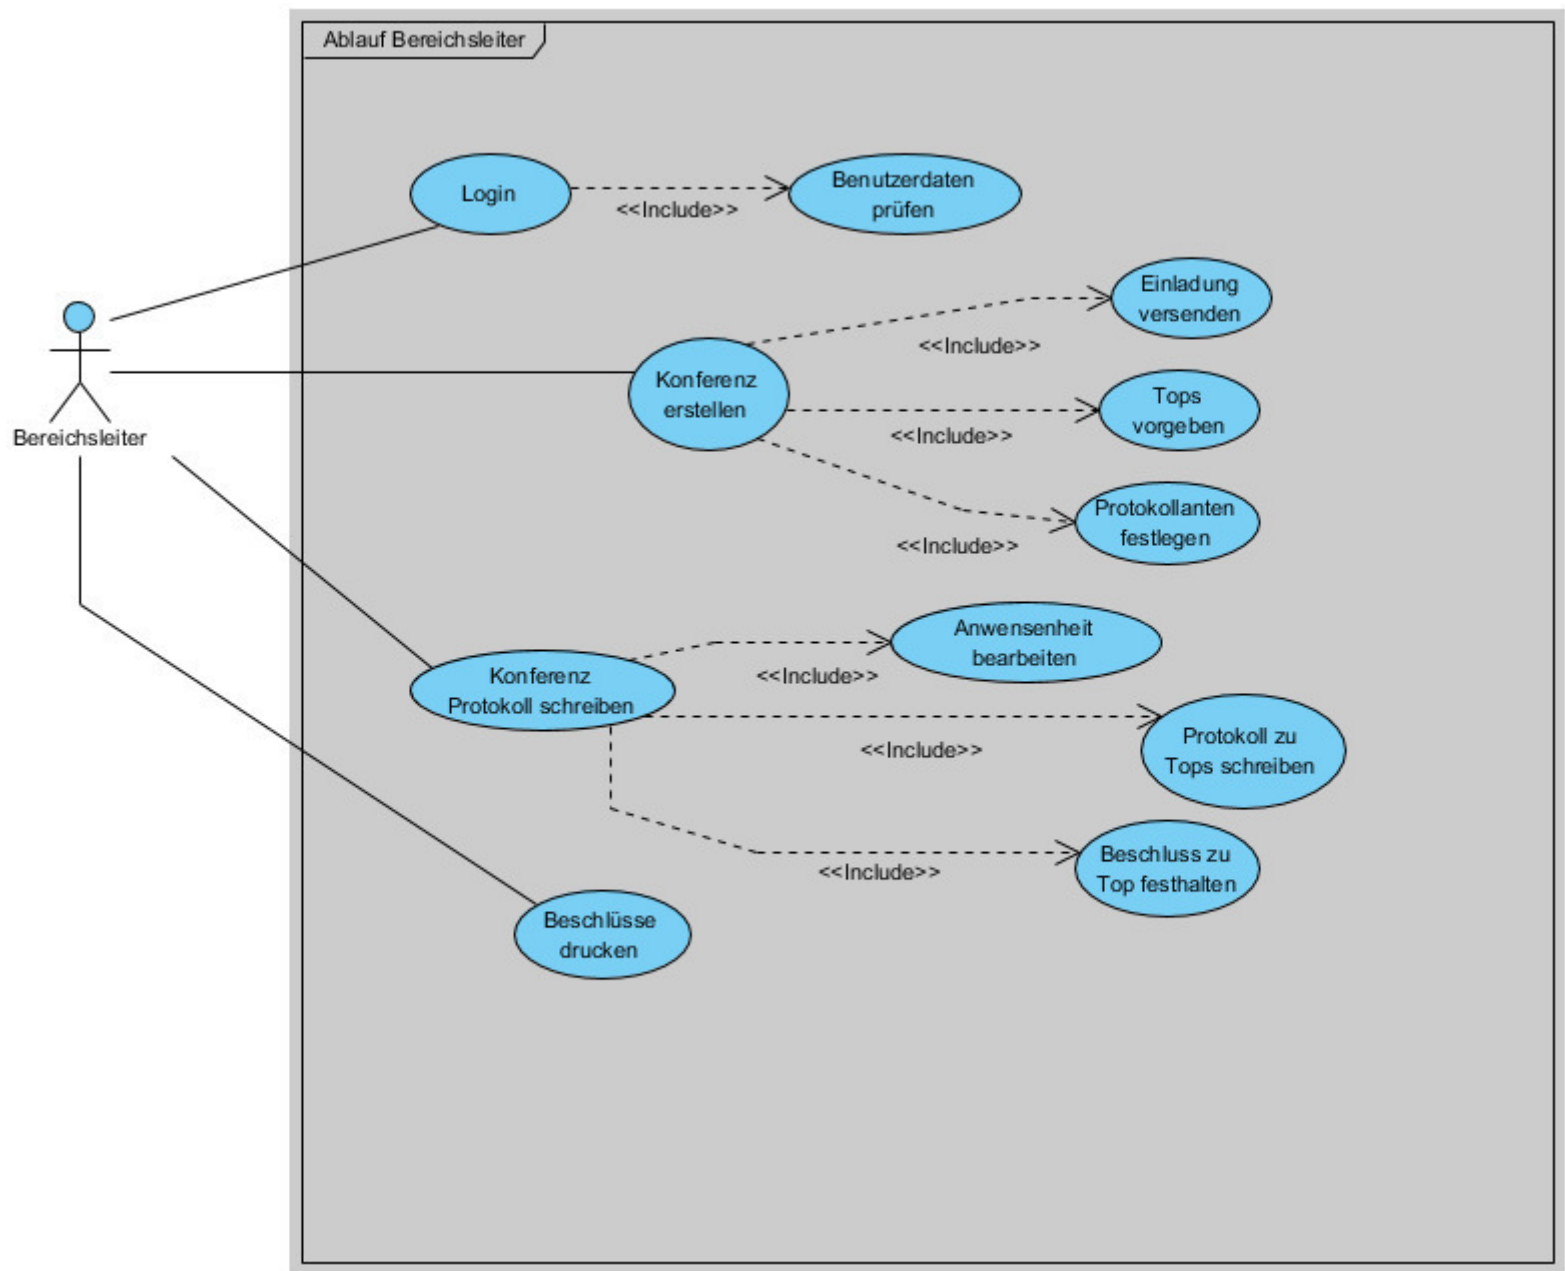 Ablauf Bereichsleiter
Login
<<Include>>
Benutzerdaten
prüfen
Einladung
versenden
<<Include>>
Konferenz
erstellen
Tops
vorgeben
<<Include>>
Bereichsleiter
Protokollanten
festlegen
<<Include>>
Anwensenheit
bearbeiten
<<Include>>
Konferenz
Protokoll schreiben
Protokoll zu
Tops schreiben
<<Include>>
Beschluss zu
Top festhalten
<<Include>>
Beschlüsse
drucken